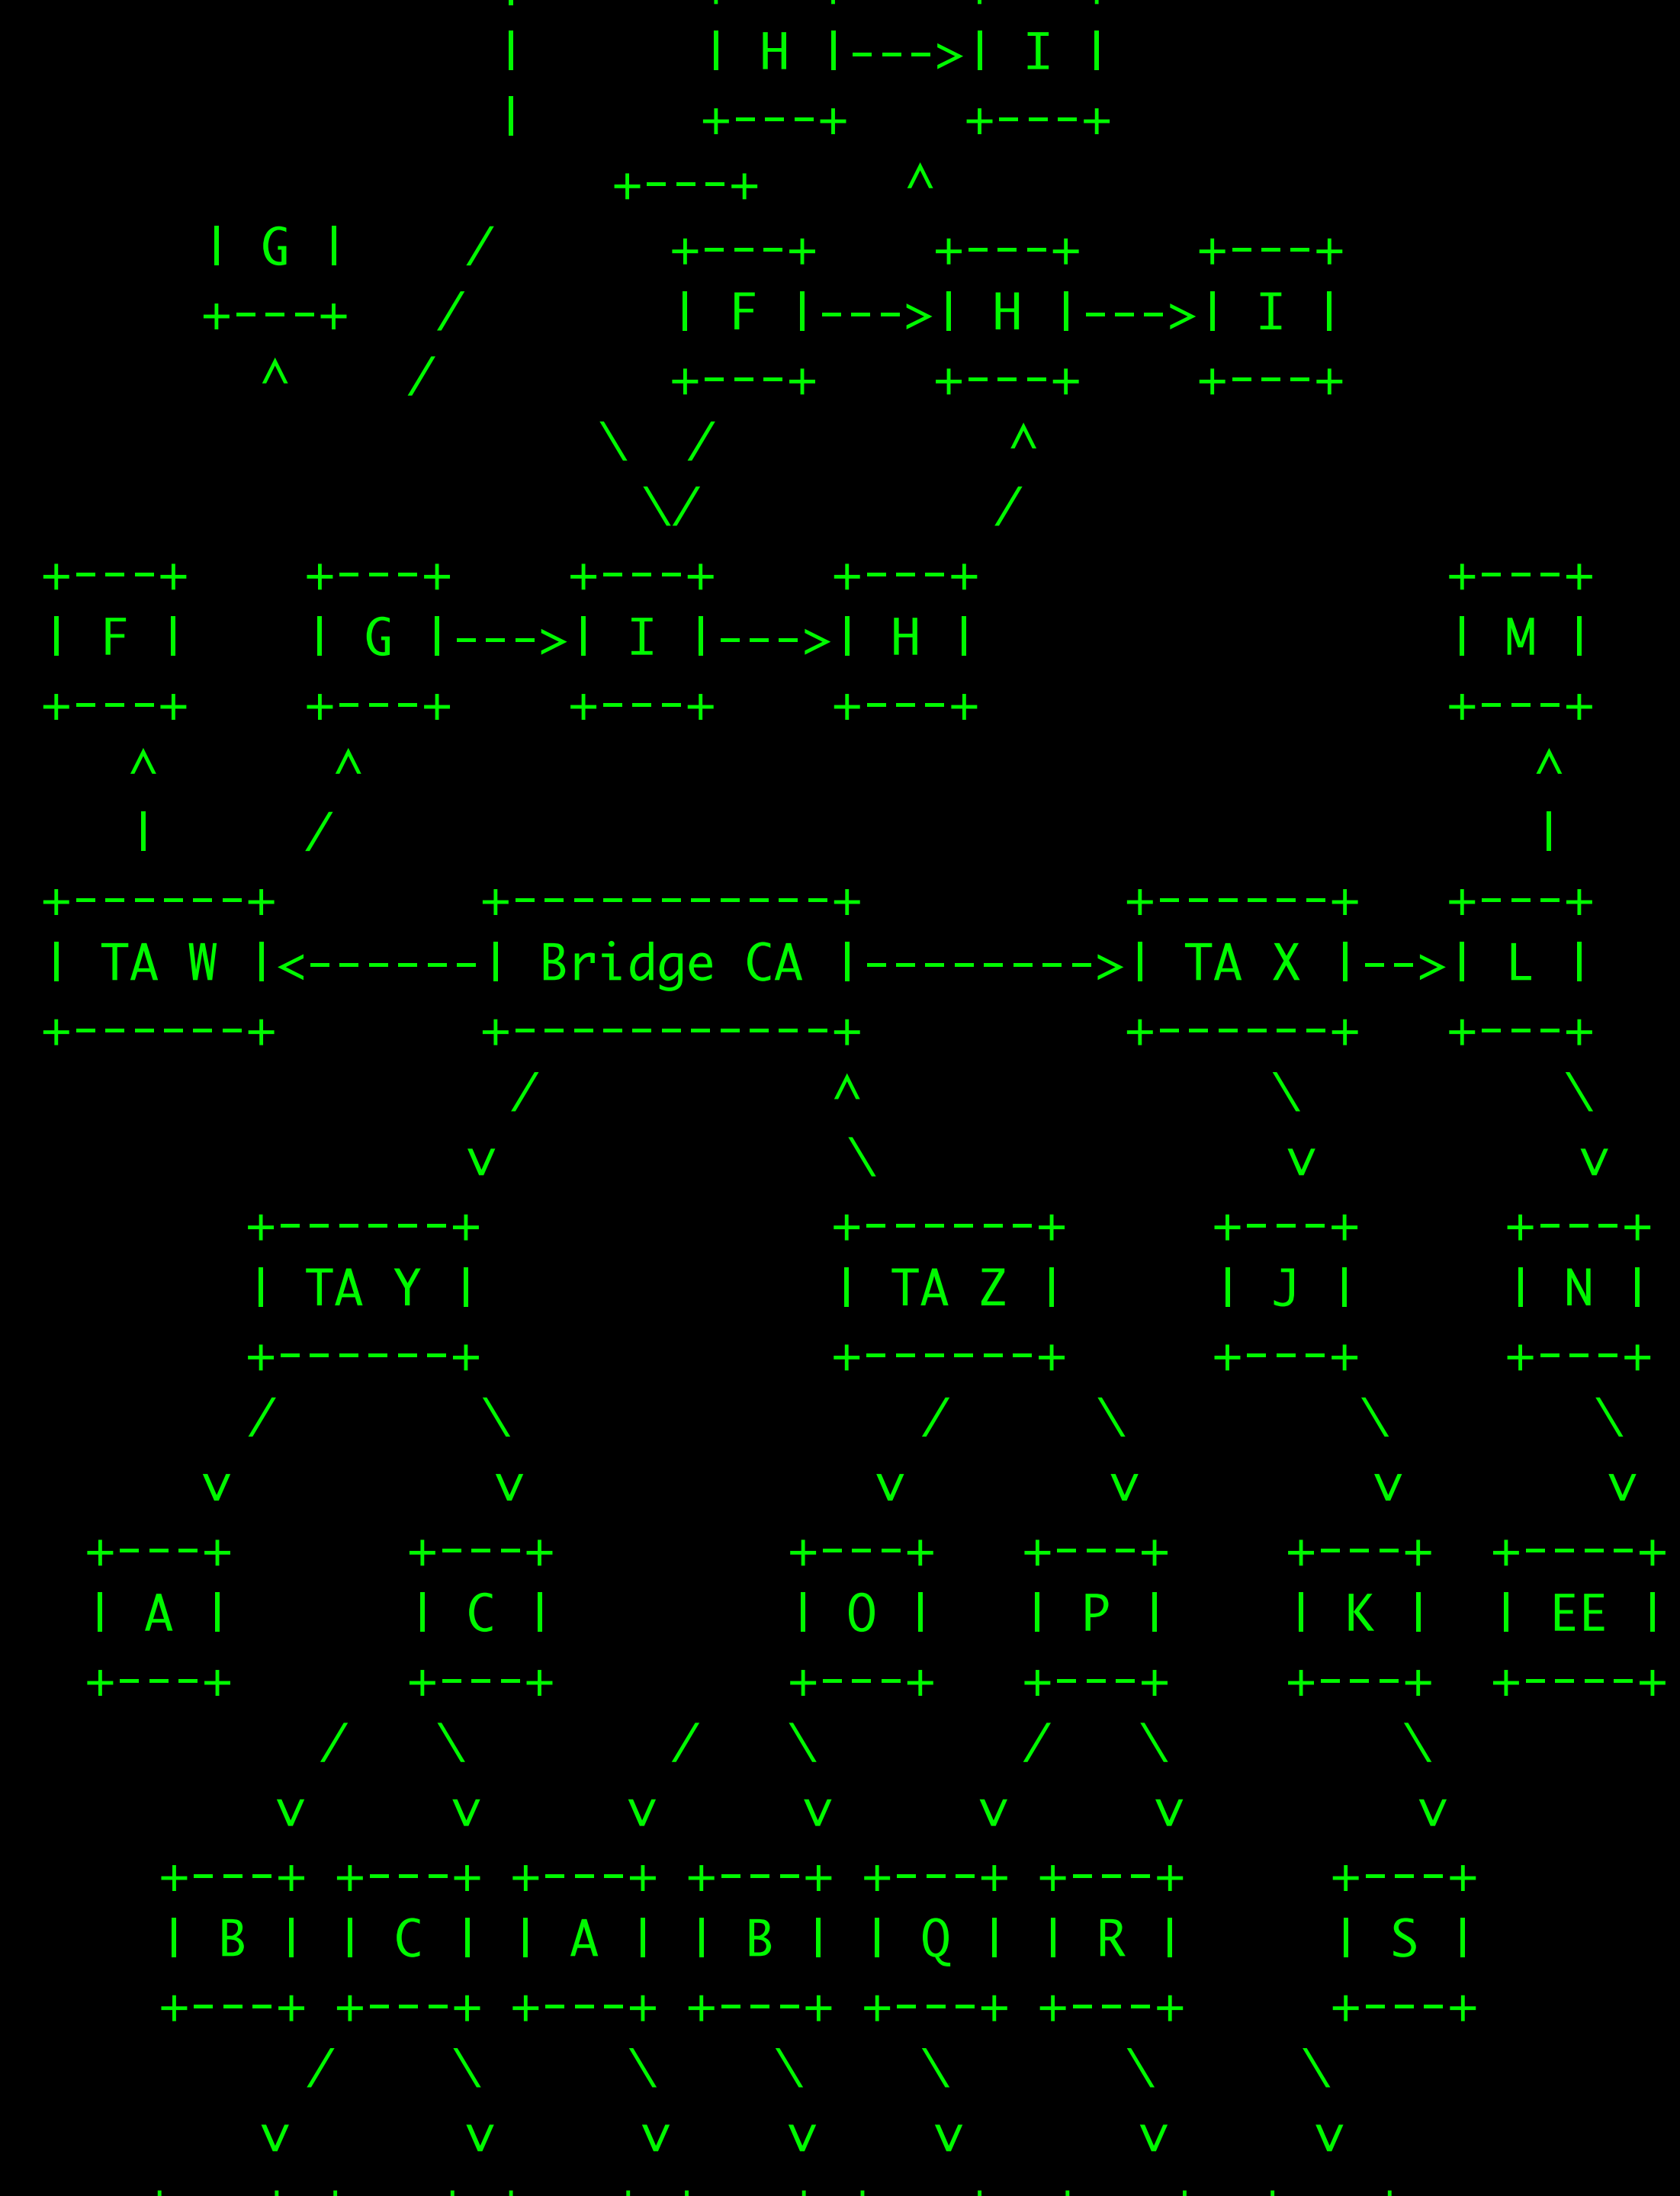 | | H |--->| I |
| +---+ +---+
+---+ ^
| G | / +---+ +---+ +---+
+---+ / | F |--->| H |--->| I |
^ / +---+ +---+ +---+
\ / ^
\/ /
+---+ +---+ +---+ +---+ +---+
| F | | G |--->| I |--->| H | | M |
+---+ +---+ +---+ +---+ +---+
^ ^ ^
| / |
+------+ +-----------+ +------+ +---+
| TA W |<------| Bridge CA |-------->| TA X |-->| L |
+------+ +-----------+ +------+ +---+
/ ^ \ \
v \ v v
+------+ +------+ +---+ +---+
| TA Y | | TA Z | | J | | N |
+------+ +------+ +---+ +---+
/ \ / \ \ \
v v v v v v
+---+ +---+ +---+ +---+ +---+ +----+
| A | | C | | O | | P | | K | | EE |
+---+ +---+ +---+ +---+ +---+ +----+
/ \ / \ / \ \
v v v v v v v
+---+ +---+ +---+ +---+ +---+ +---+ +---+
| B | | C | | A | | B | | Q | | R | | S |
+---+ +---+ +---+ +---+ +---+ +---+ +---+
/ \ \ \ \ \ \
v v v v v v v